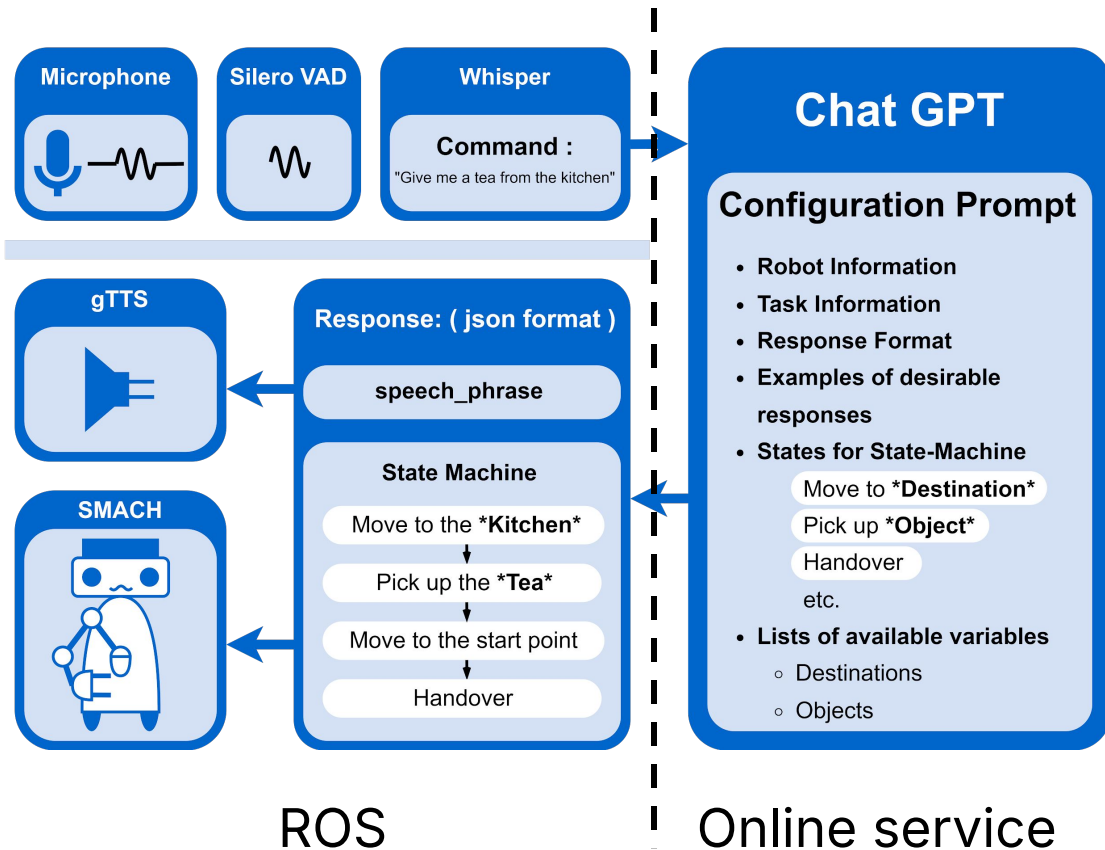 Microphone
Silero VAD
Whisper
Command :
"Give me a tea from the kitchen"
Chat GPT
Configuration Prompt
• Robot Information
• Task Information
• Response Format
• Examples of desirable
responses
• States for State-Machine
Move to *Destination*
Pick up *Object*
Handover
etc.
• Lists of available variables
◦ Destinations
◦ Objects
gTTS
Response: ( json format )
speech_phrase
State Machine
Move to the *Kitchen*
Pick up the *Tea*
Move to the start point
Handover
SMACH
ROS
Online service